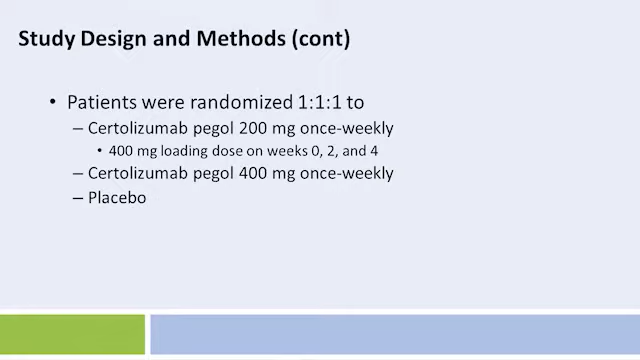 Study Design and Methods (cont)
• Patients were randomized 1:1:1 to
– Certolizumab pegol 200 mg once-weekly
• 400 mg loading dose on weeks 0, 2, and 4
– Certolizumab pegol 400 mg once-weekly
– Placebo